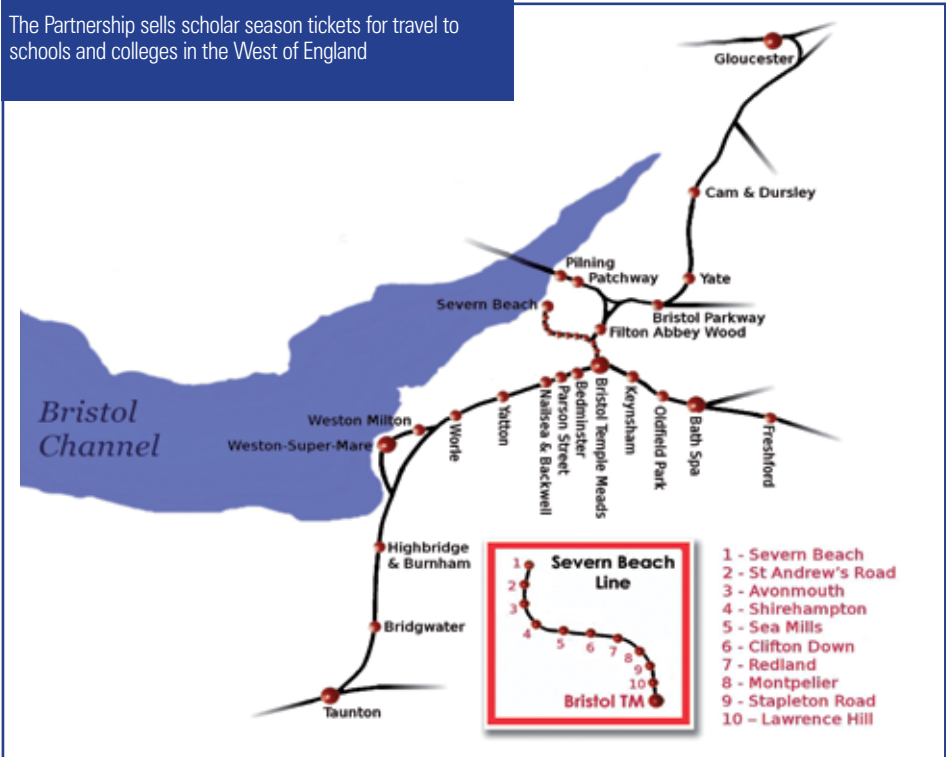 The Partnership sells scholar season tickets for travel to
schools and colleges in the West of England
Gloucester
Cam & Dursley
Pilning
Patchway
Yate
Severn Beach
Bristol Parkway
Filton Abbey Wood
Bristol
Channel
Weston Milton
Weston-Super-Mare
Worle
Yatton
Nailsea & Backwell
Parson Street
Bedminster
Bristol Temple Meads
Keynsham
Oldfield Park
Bath Spa
Freshford
Highbridge
& Burnham
Bridgwater
Taunton
Severn Beach
Line
1
2
3
4
5
6
7
8
9
10
Bristol TM
1 - Severn Beach
2 - St Andrew's Road
3 - Avonmouth
4 - Shirehampton
5 - Sea Mills
6 - Clifton Down
7 - Redland
8 - Montpelier
9 - Stapleton Road
10 – Lawrence Hill